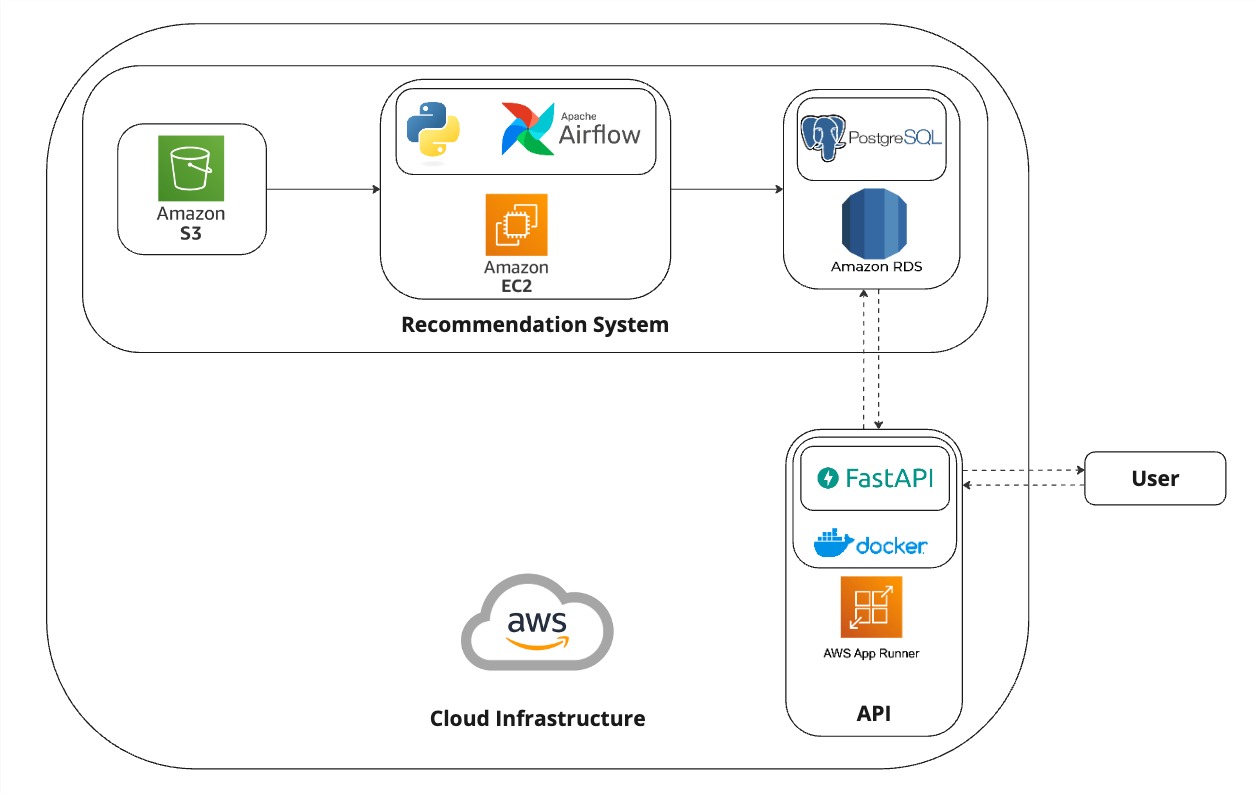 Apache
Airflow
PostgreSQL
Amazon
S3
Amazon
EC2
Amazon RDS
Recommendation System
FastAPI
User
docker
aws
AWS App Runner
API
Cloud Infrastructure